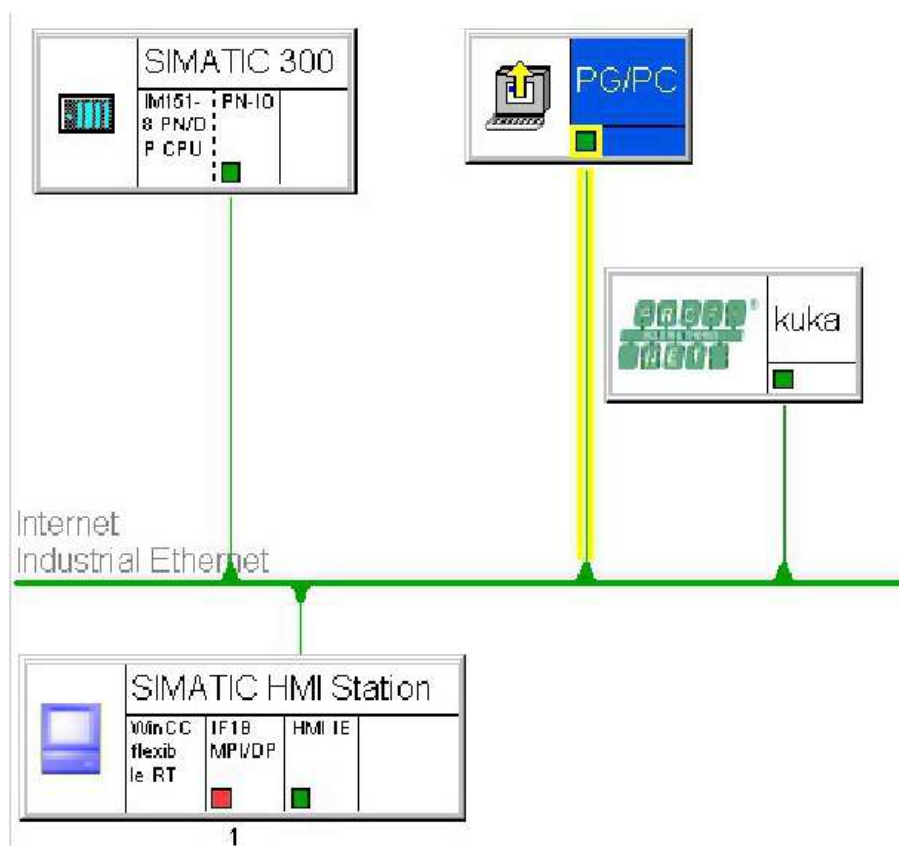 SIMATIC 300
IM151-
8 PN/D
P CPU
PN-IO
PG/PC
kuka
Internet
Industrial Ethernet
SIMATIC HMI Station
WinCC
flexib
le RT
IF1B
MPI/DP
HMI IE
1